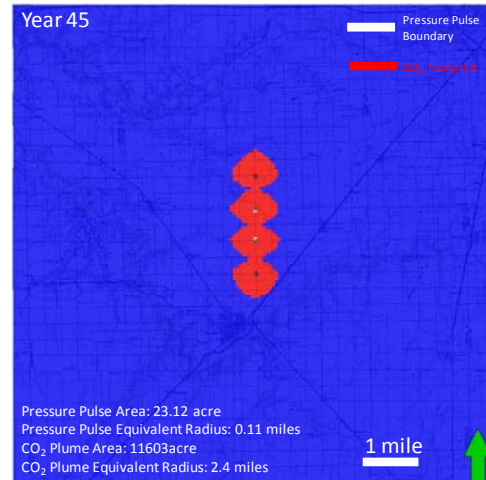 Year 45
Pressure Pulse
Boundary
CO₂ Footprint
Pressure Pulse Area: 23.12 acre
Pressure Pulse Equivalent Radius: 0.11 miles
CO₂ Plume Area: 11603acre
CO₂ Plume Equivalent Radius: 2.4 miles
1 mile